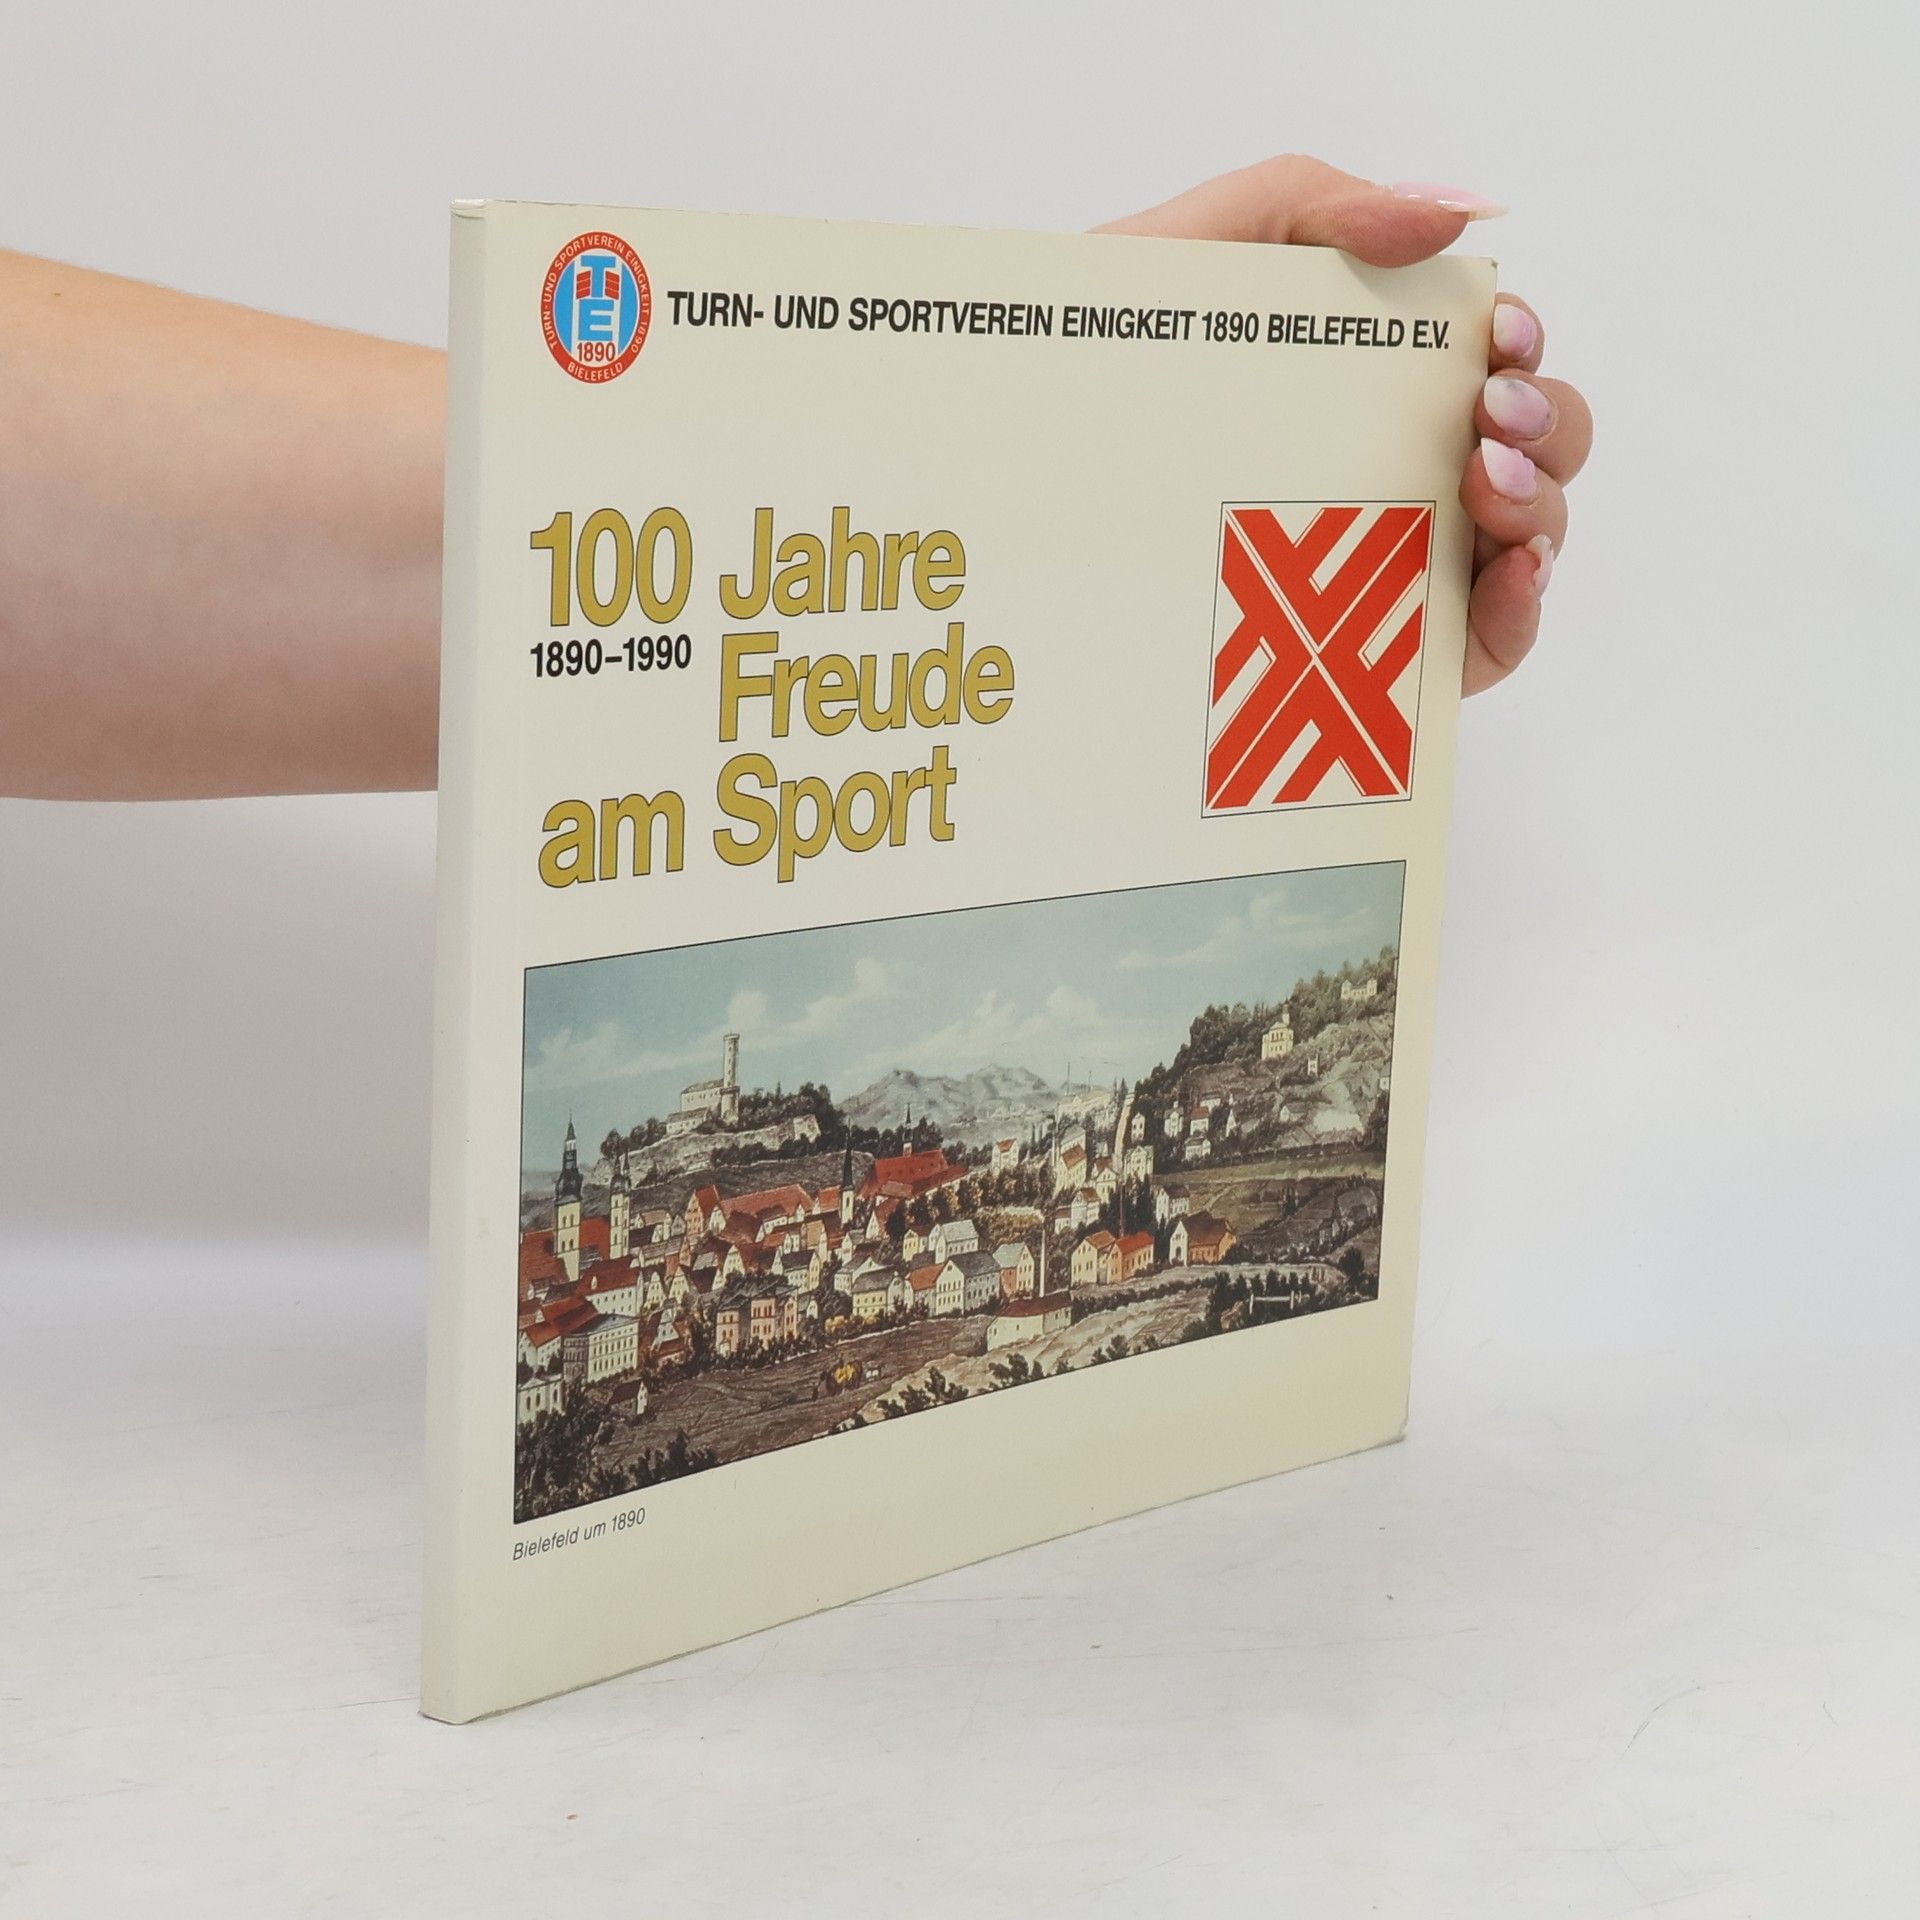 TURN- UND SPORTVEREIN EINIGKEIT 1890
TE
1890
BIELEFELD
TURN- UND SPORTVEREIN EINIGKEIT 1890 BIELEFELD E.V.
100 Jahre
1890–1990
Freude
am Sport
Bielefeld um 1890